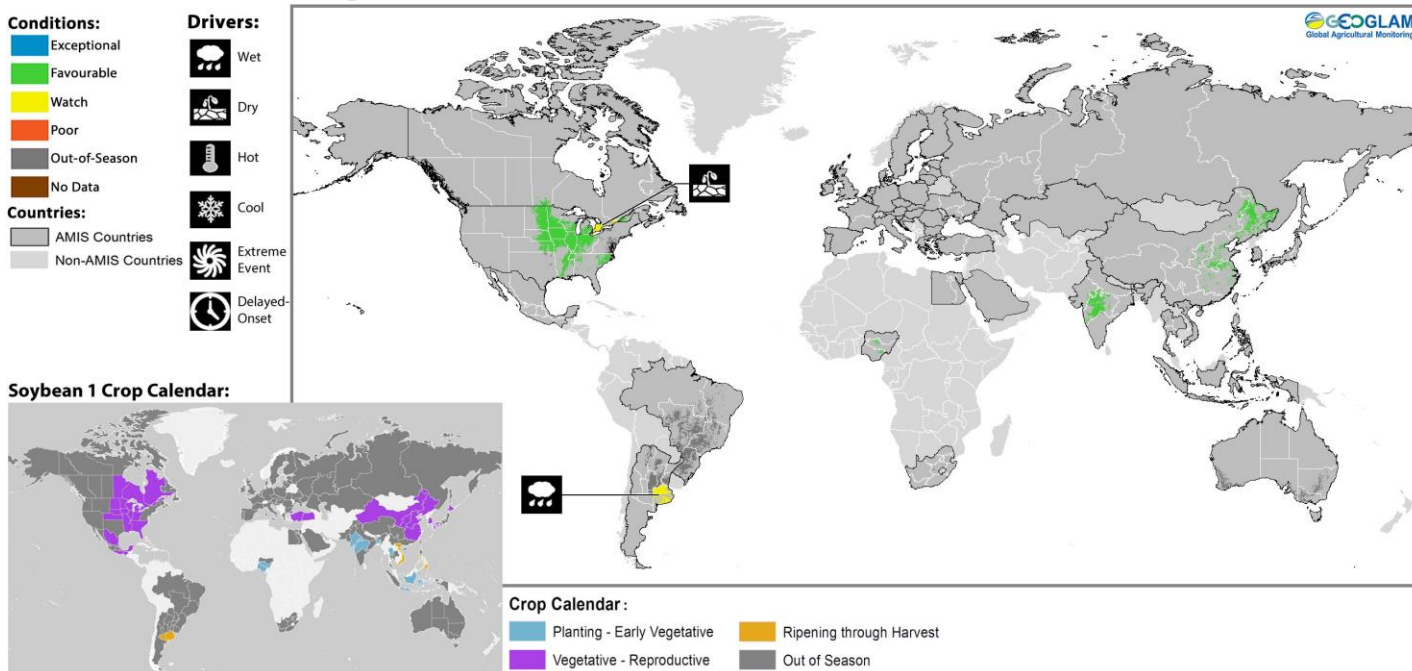 Conditions:
Exceptional
Favourable
Watch
Poor
Out-of-Season
No Data
Countries:
AMIS Countries
Non-AMIS Countries
Drivers:
Wet
Dry
Hot
Cool
Extreme
Event
Delayed-
Onset
GEOGLAM
Global Agricultural Monitoring
Soybean 1 Crop Calendar:
Crop Calendar :
Planting - Early Vegetative
Vegetative - Reproductive
Ripening through Harvest
Out of Season